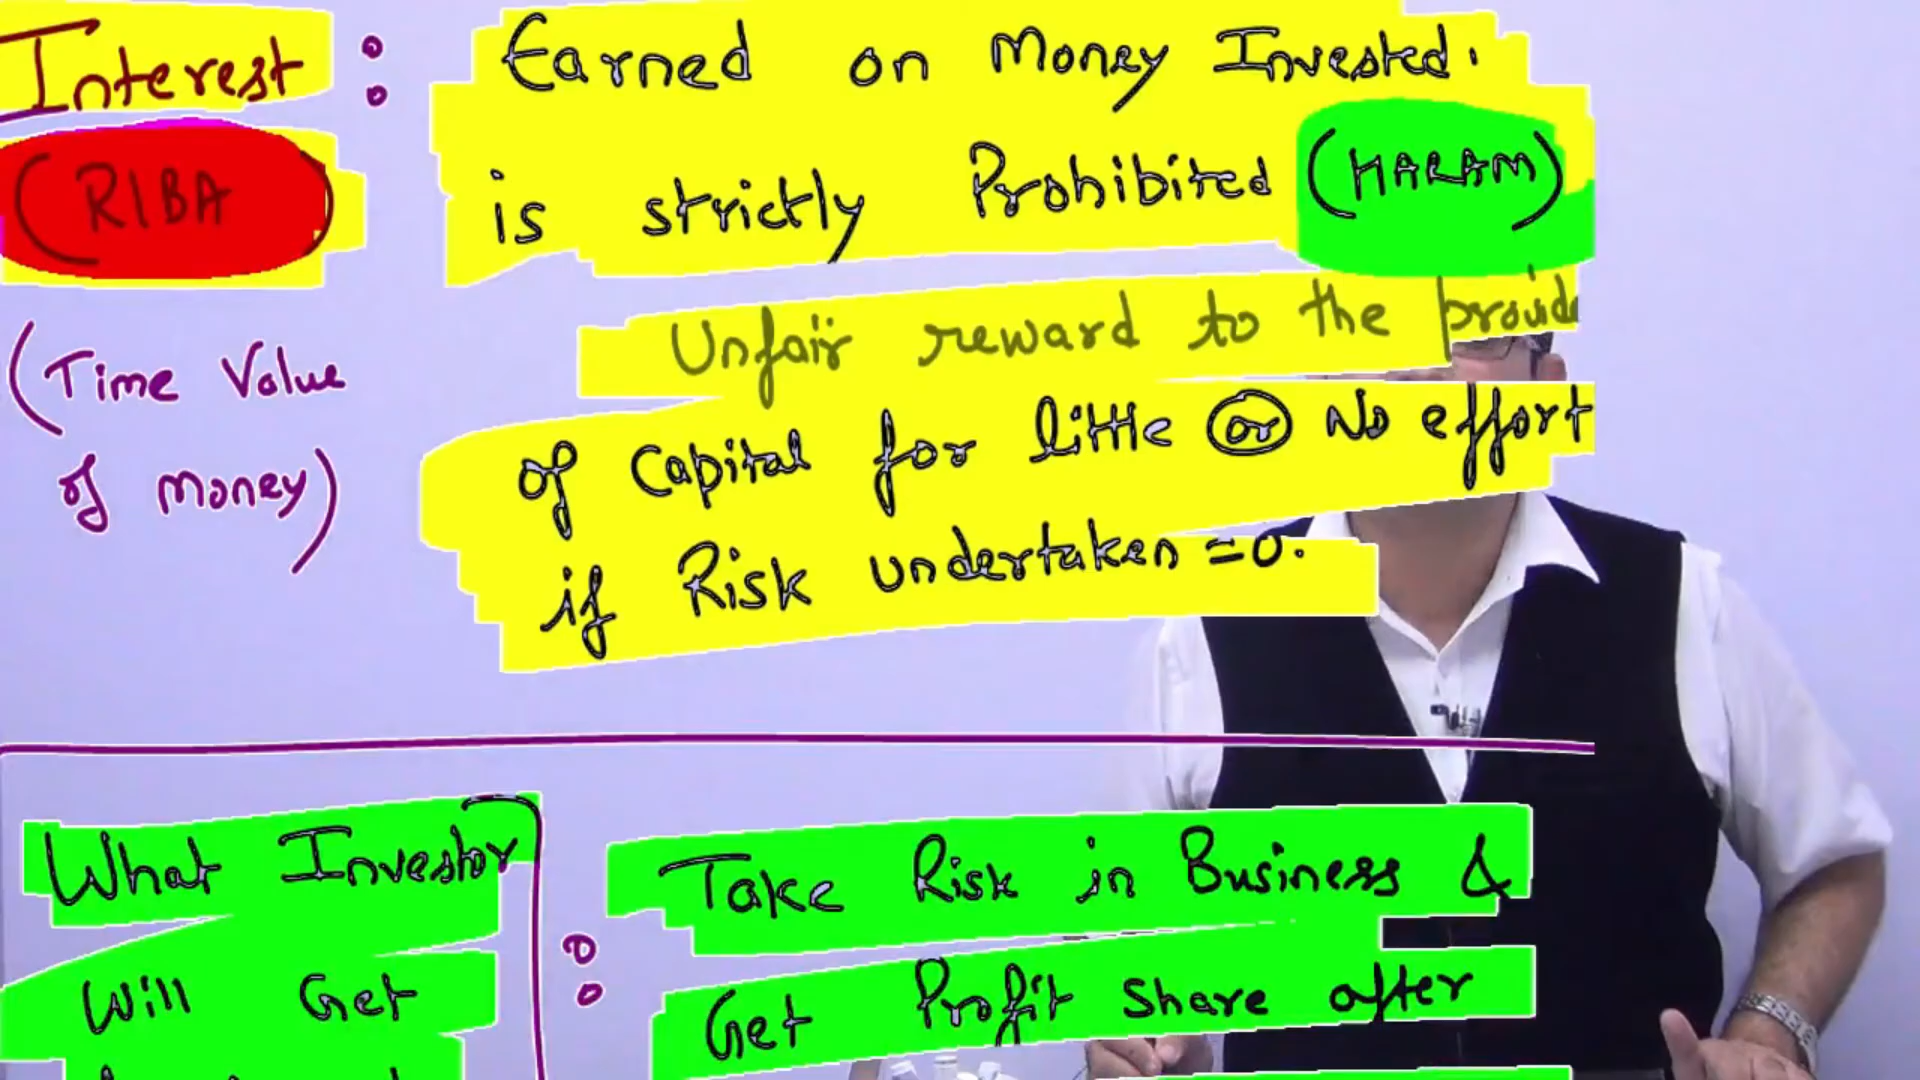 Interest : Earned on Money Invested.
(RIBA) is strictly Prohibited (HARAM)
Unfair reward to the
(Time Value of capital for little or No effort
of money) if Risk undertaken = 0.
What Investor : Take Risk in Business &
Will Get Get Profit share after